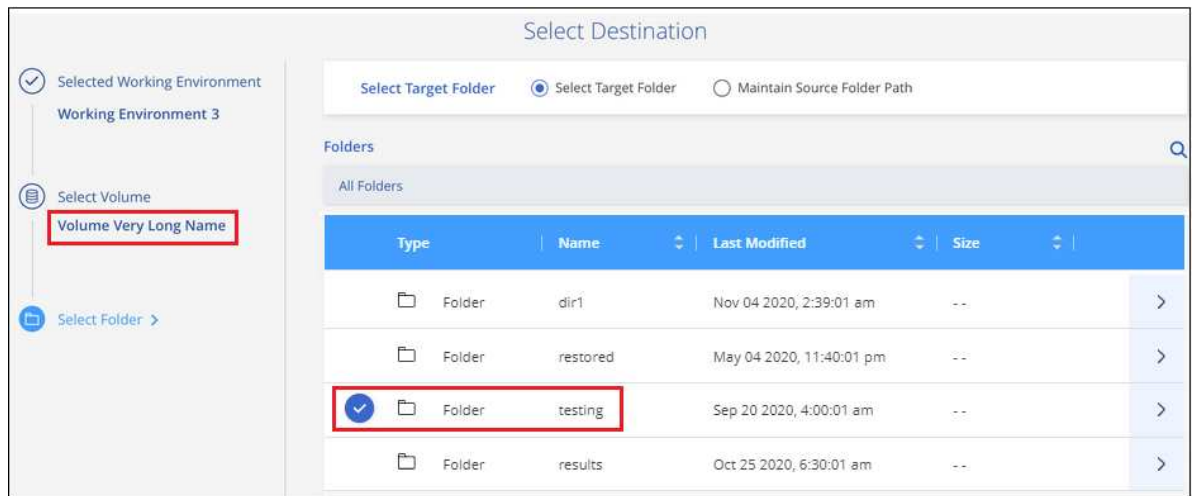 Select Destination
Selected Working Environment
Working Environment 3
Select Volume
Volume Very Long Name
Select Folder >
Select Target Folder Select Target Folder Maintain Source Folder Path
Folders
All Folders
Type Name Last Modified Size
Folder dir1 Nov 04 2020, 2:39:01 am - -
Folder restored May 04 2020, 11:40:01 pm - -
Folder testing Sep 20 2020, 4:00:01 am - -
Folder results Oct 25 2020, 6:30:01 am - -